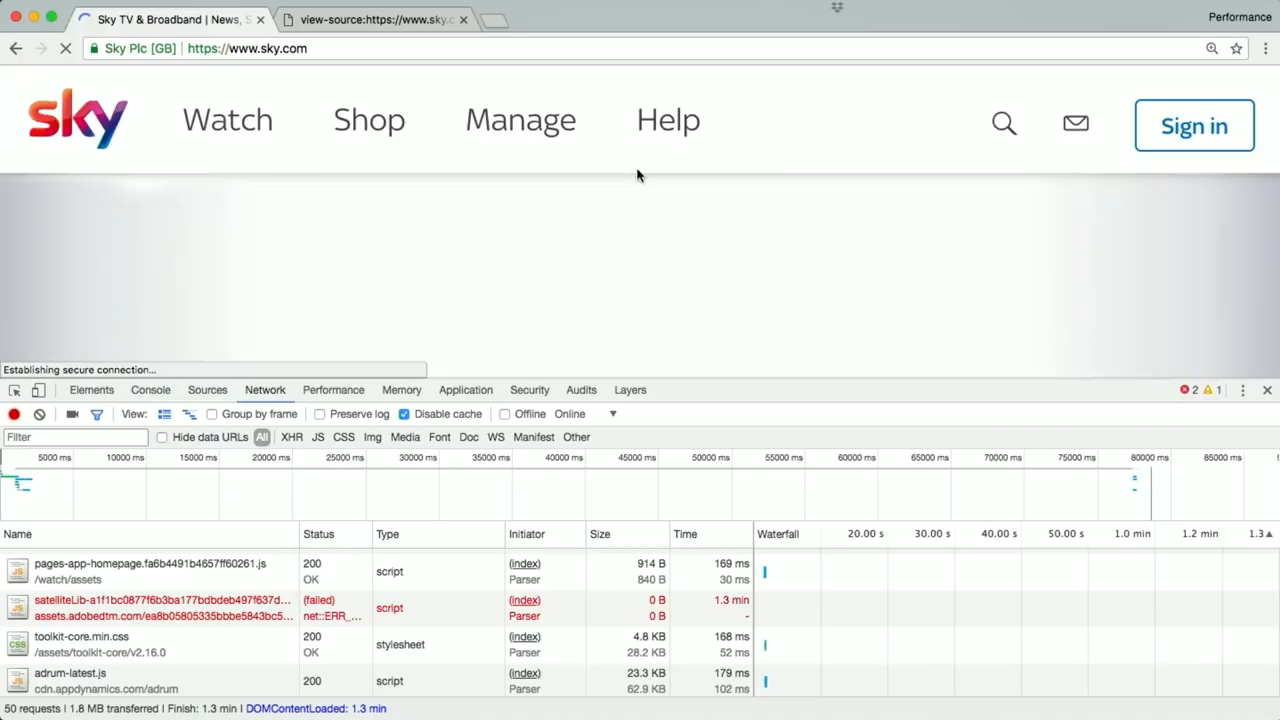 Sky TV & Broadband | News, S
view-source:https://www.sky.c
Performance
Sky Plc [GB] | https://www.sky.com
sky Watch Shop Manage Help Sign in
Establishing secure connection...
Elements Console Sources Network Performance Memory Application Security Audits Layers 2 1
View: Group by frame Preserve log Disable cache Offline Online
Filter Hide data URLs All XHR JS CSS Img Media Font Doc WS Manifest Other
5000 ms 10000 ms 15000 ms 20000 ms 25000 ms 30000 ms 35000 ms 40000 ms 45000 ms 50000 ms 55000 ms 60000 ms 65000 ms 70000 ms 75000 ms 80000 ms 85000 ms
Name Status Type Initiator Size Time Waterfall 20.00 s 30.00 s 40.00 s 50.00 s 1.0 min 1.2 min 1.3
pages-app-homepage.fa6b4491b4657ff60261.js 200 (index) 914 B 169 ms
JS script
/watch/assets OK Parser 840 B 30 ms
satelliteLib-a1f1bc0877f6b3ba177bdbdeb497f637d... (failed) (index) 0 B 1.3 min
JS script
assets.adobedtm.com/ea8b05805335bbbe5843bc5... net::ERR_... Parser 0 B -
toolkit-core.min.css 200 (index) 4.8 KB 168 ms
CSS stylesheet
/assets/toolkit-core/v2.16.0 OK Parser 28.2 KB 52 ms
adrum-latest.js (index) 23.3 KB 179 ms
JS 200 script
cdn.appdynamics.com/adrum Parser 62.9 KB 102 ms
50 requests | 1.8 MB transferred | Finish: 1.3 min | DOMContentLoaded: 1.3 min